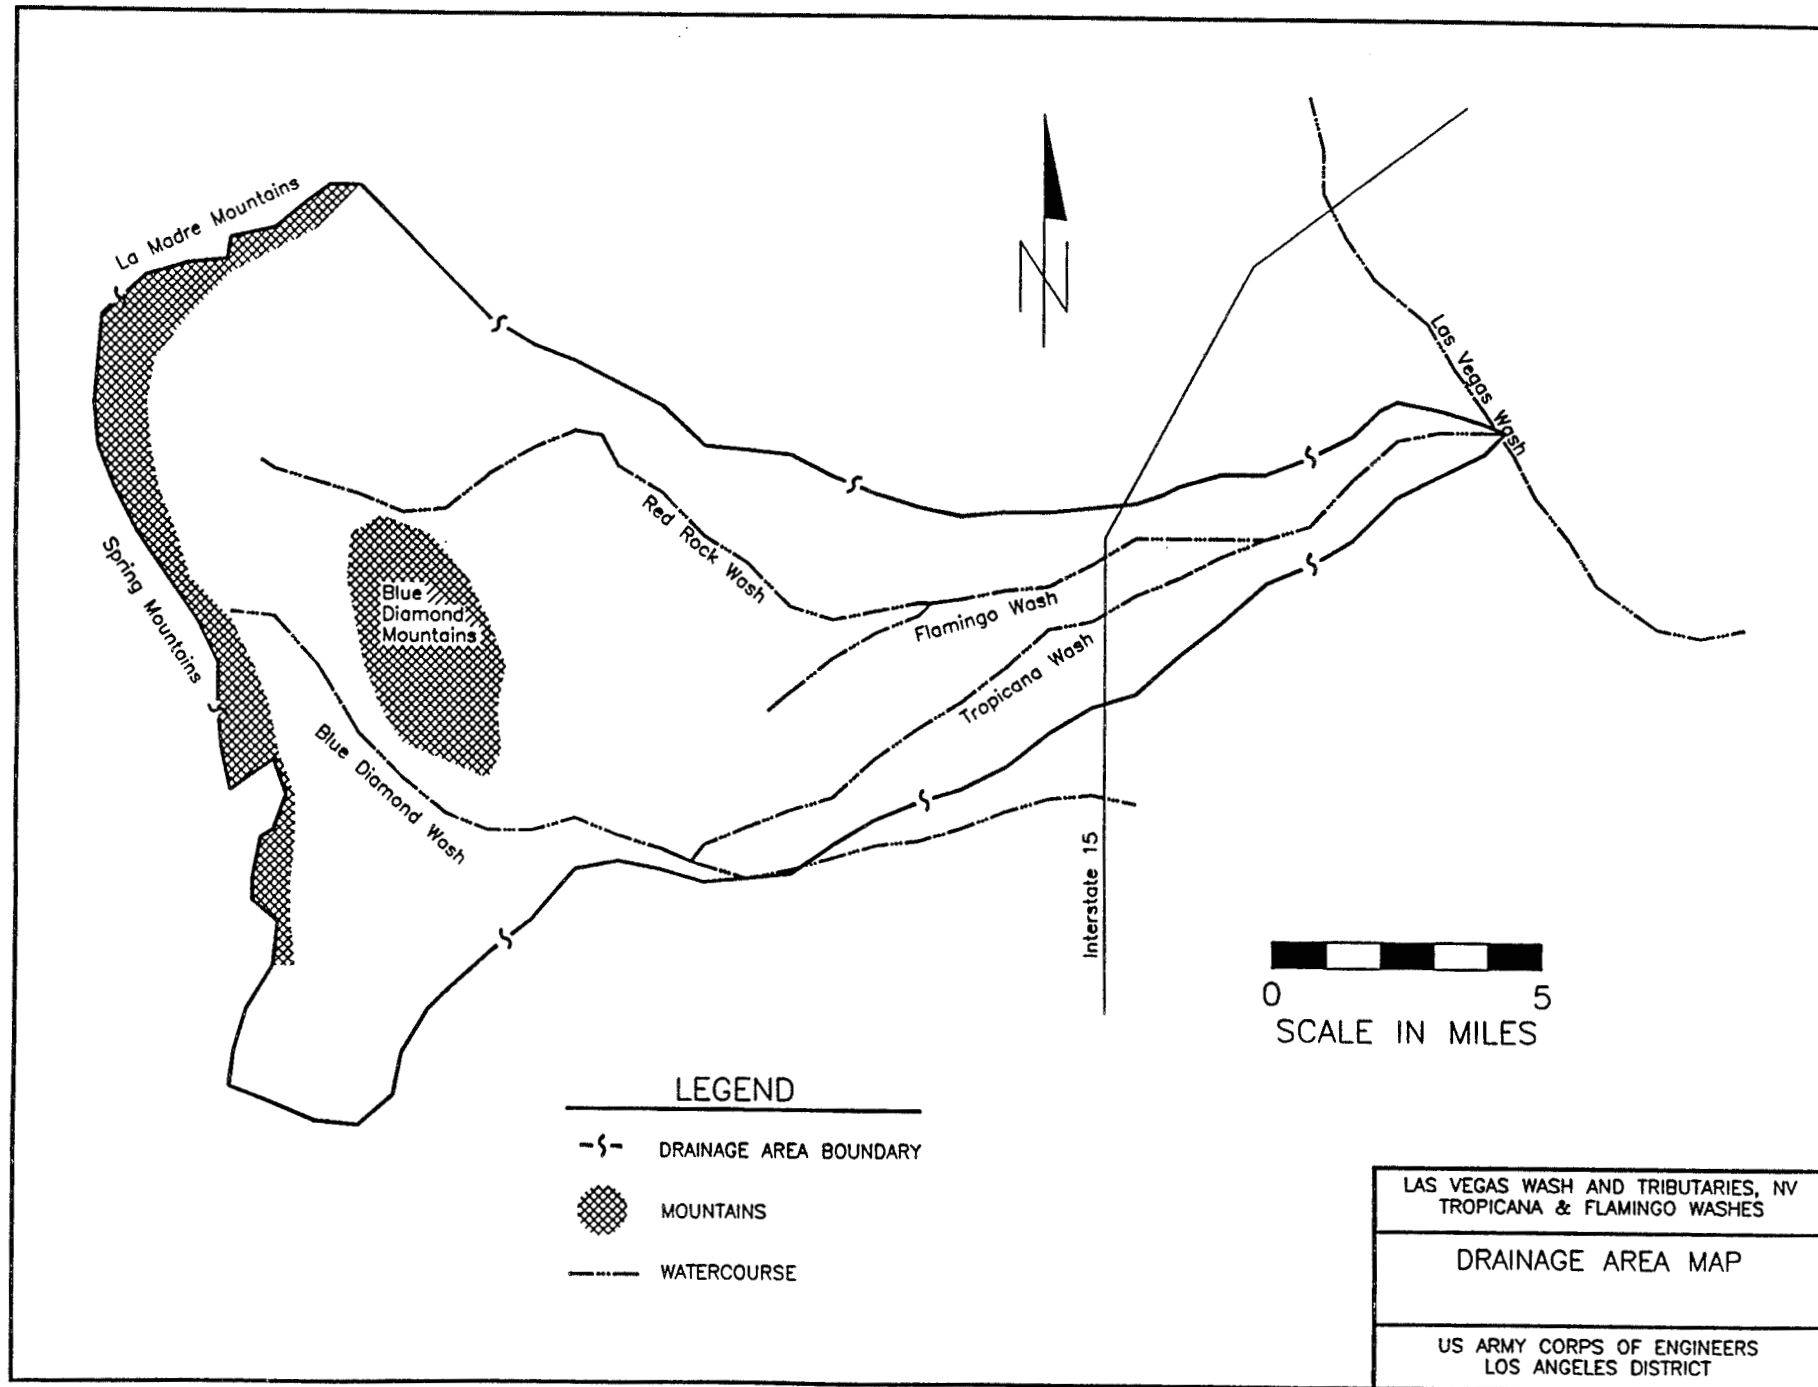 N
La Madre Mountains
Las Vegas Wash
Red Rock Wash
Spring Mountains
Blue
Diamond
Mountains
Flamingo Wash
Tropicana Wash
Blue Diamond Wash
Interstate 15
0 5
SCALE IN MILES
LEGEND
DRAINAGE AREA BOUNDARY
MOUNTAINS
WATERCOURSE
LAS VEGAS WASH AND TRIBUTARIES, NV
TROPICANA & FLAMINGO WASHES
DRAINAGE AREA MAP
US ARMY CORPS OF ENGINEERS
LOS ANGELES DISTRICT